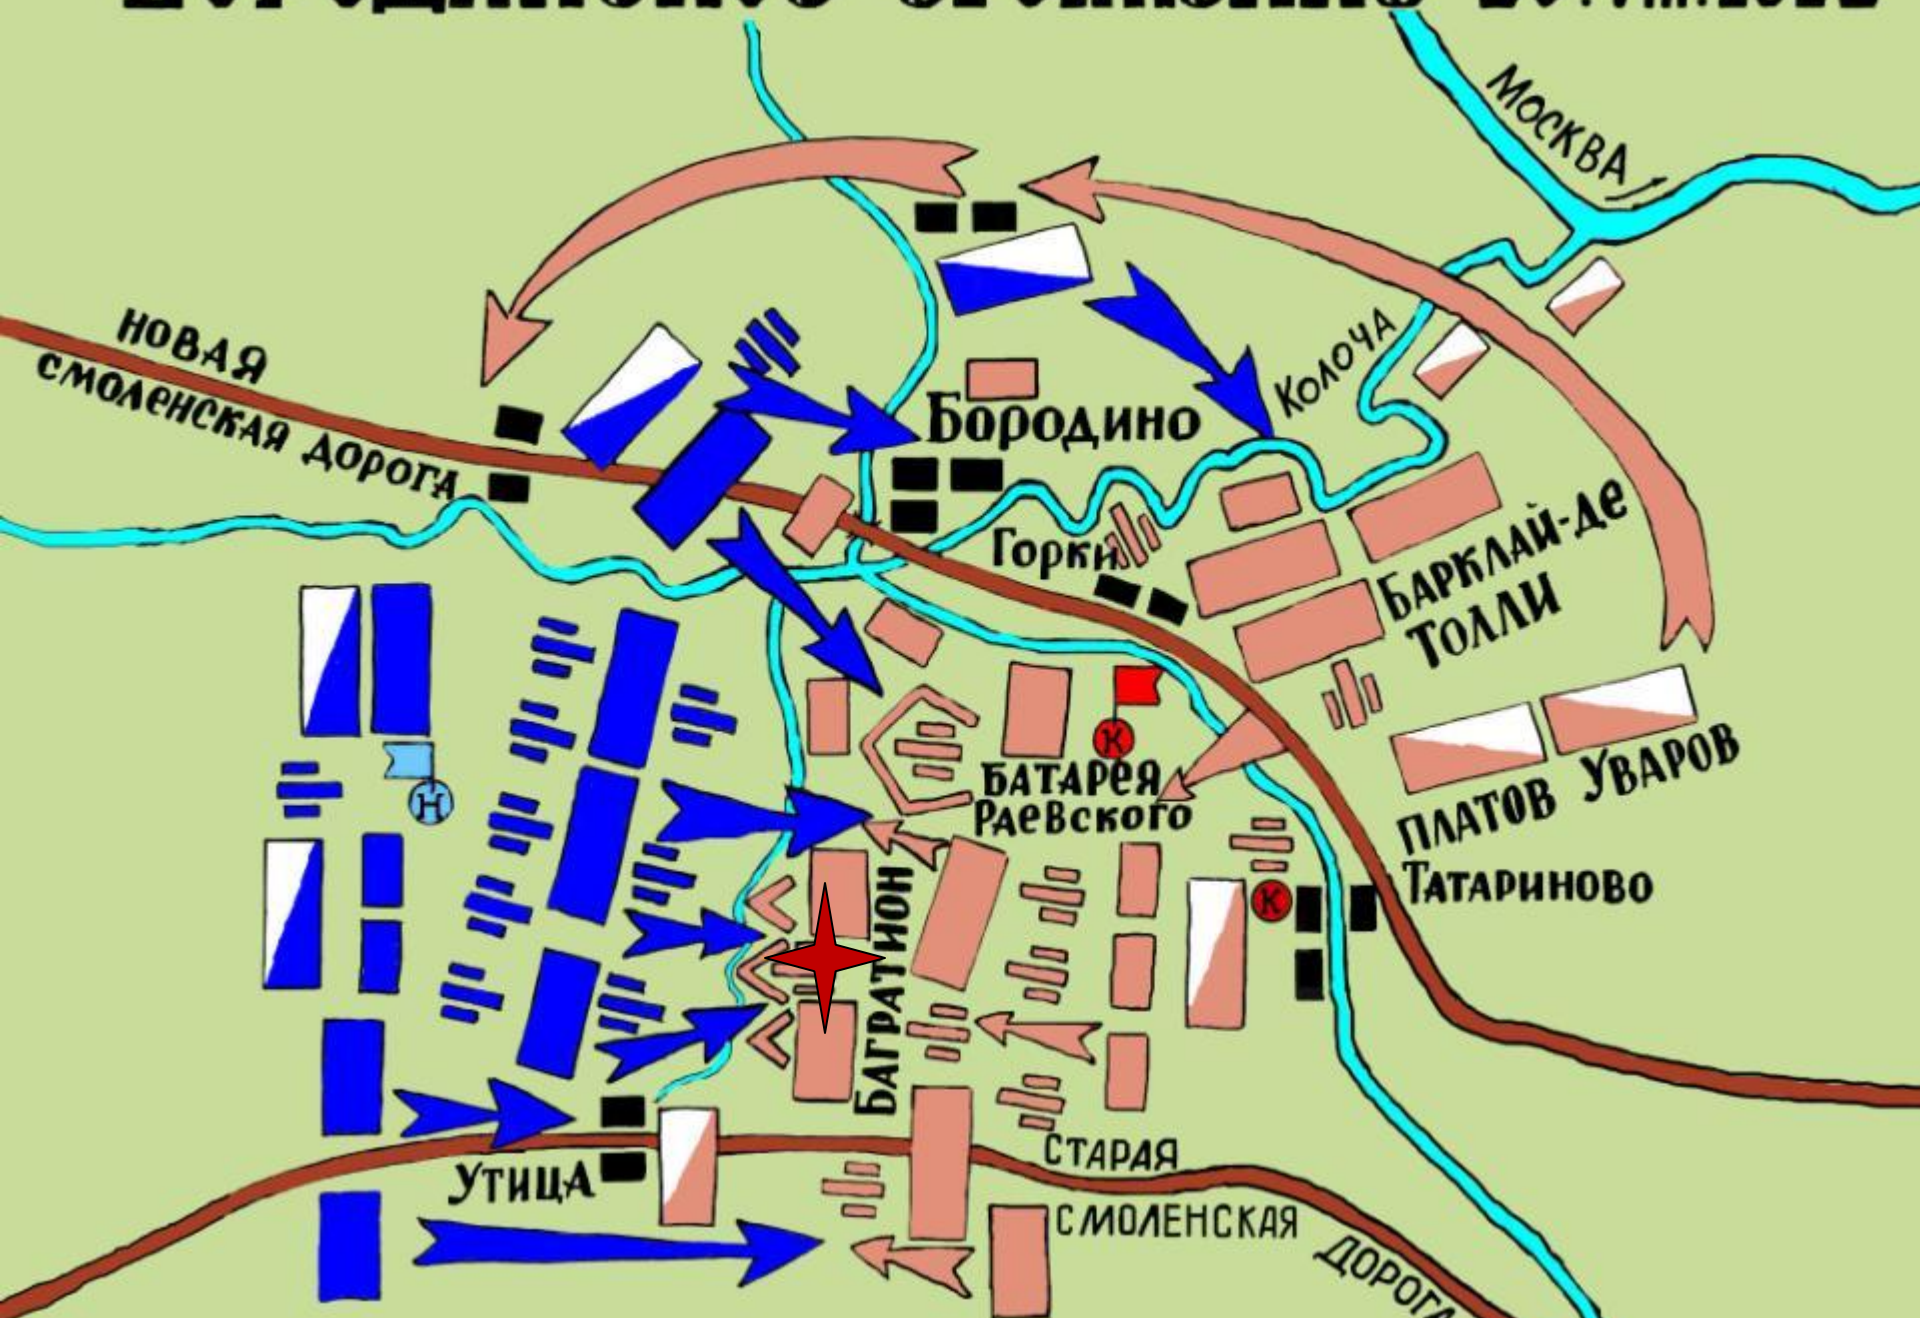 МОСКВА
НОВАЯ
СМОЛЕНСКАЯ ДОРОГА
КОЛОЧА
Бородино
Горки
БАРКЛАЙ-ДЕ
ТОЛЛИ
Н
К
БАТАРЕЯ
РАЕВСКОГО
ПЛАТОВ УВАРОВ
ТАТАРИНОВО
К
БАГРАТИОН
УТИЦА
СТАРАЯ
СМОЛЕНСКАЯ
ДОРОГА